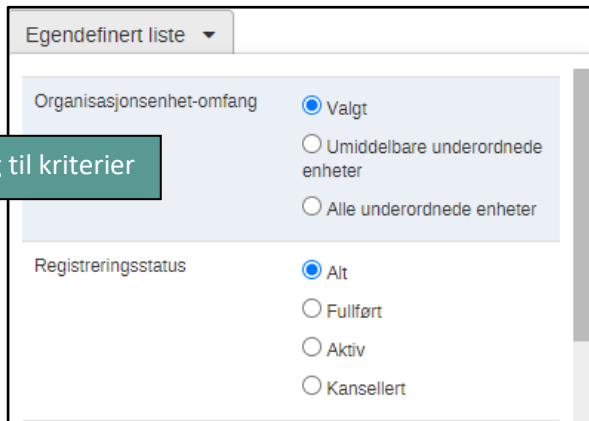 Egendefinert liste
Organisasjonsenhet-omfang
Valgt
Umiddelbare underordnede
enheter
Alle underordnede enheter
til kriterier
Registreringsstatus
Alt
Fullført
Aktiv
Kansellert